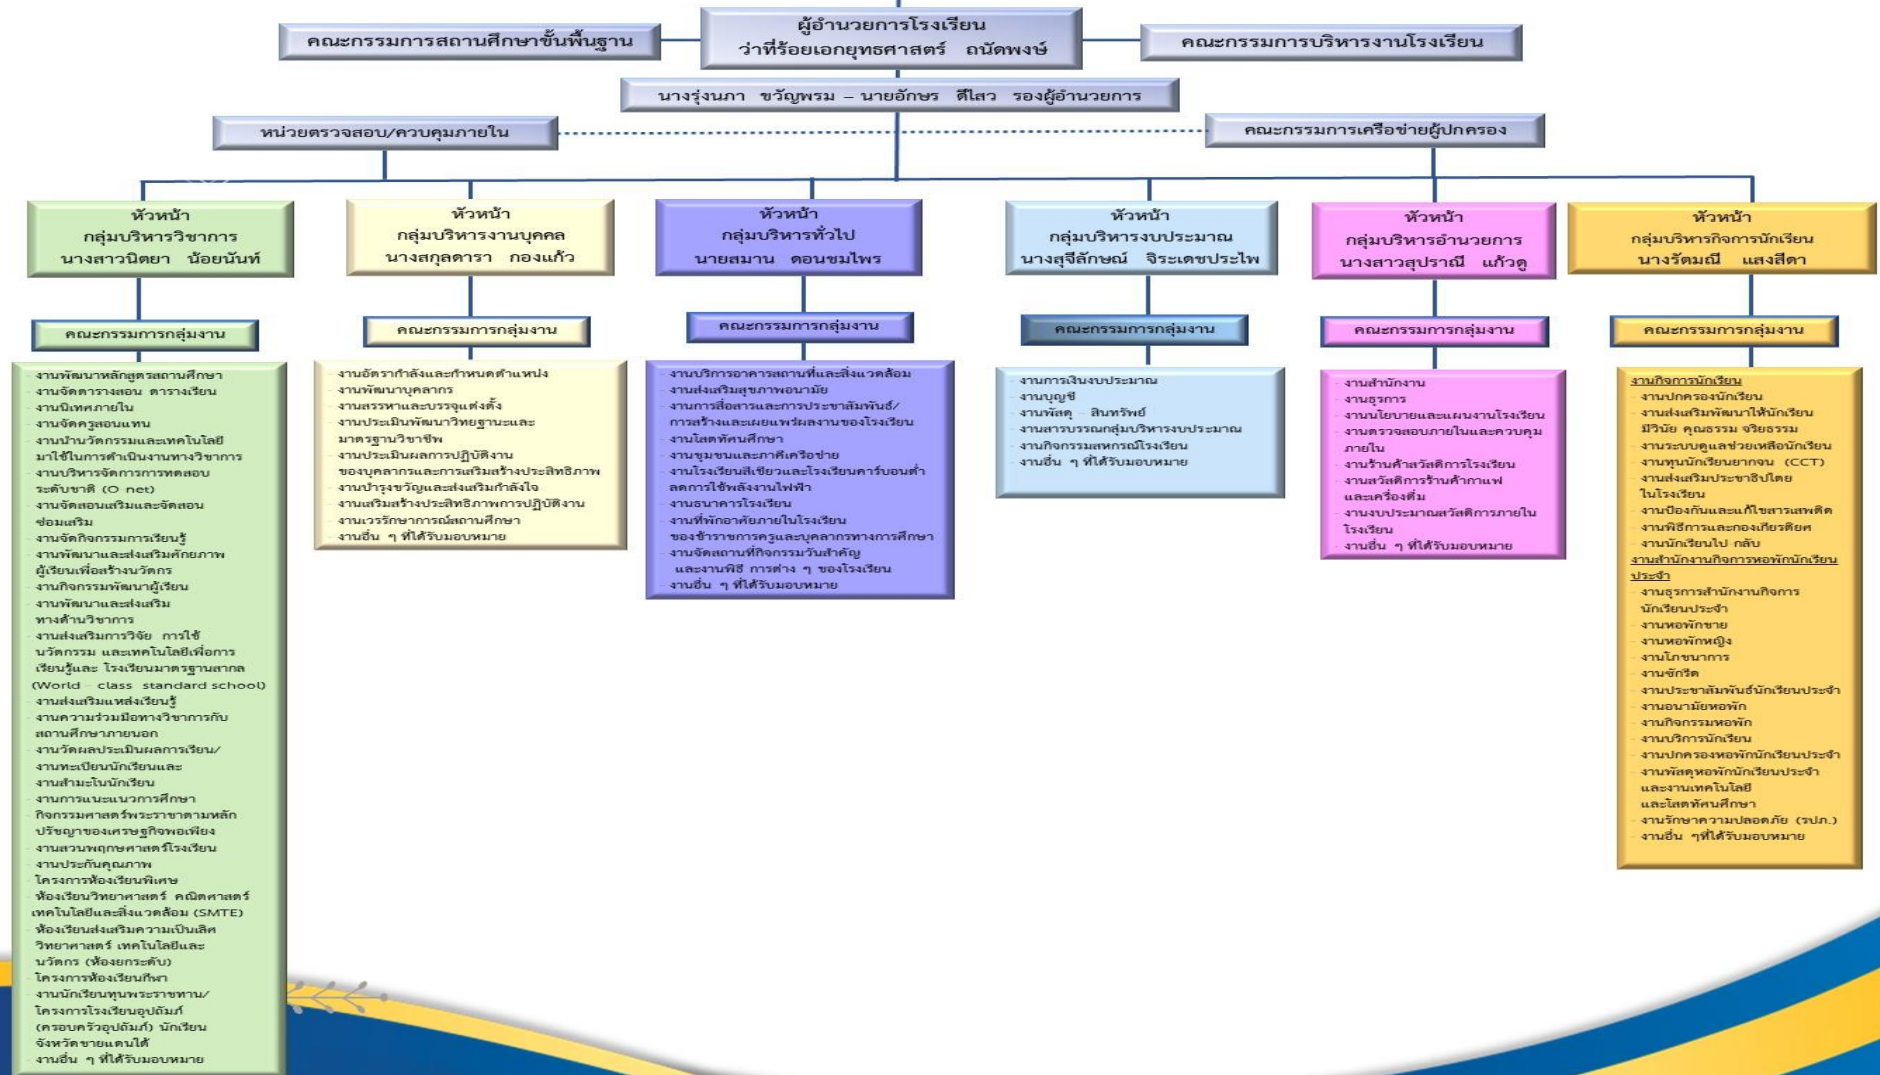 ผู้อำนวยการโรงเรียน
ว่าที่ร้อยเอกยุทธศาสตร์ ถนัดพงษ์
คณะกรรมการสถานศึกษาขั้นพื้นฐาน
คณะกรรมการบริหารงานโรงเรียน
นางรุ่งนภา ขวัญพรม – นายอักษร ดีไสว รองผู้อำนวยการ
หน่วยตรวจสอบ/ควบคุมภายใน
คณะกรรมการเครือข่ายผู้ปกครอง
หัวหน้า
กลุ่มบริหารวิชาการ
นางสาวนิตยา น้อยนันท์
คณะกรรมการกลุ่มงาน
- งานพัฒนาหลักสูตรสถานศึกษา
- งานจัดตารางสอน ตารางเรียน
- งานนิเทศภายใน
- งานจัดครูสอนแทน
- งานนำนวัตกรรมและเทคโนโลยี
มาใช้ในการดำเนินงานทางวิชาการ
- งานบริหารจัดการการทดสอบ
ระดับชาติ (O-net)
- งานจัดสอนเสริมและจัดสอน
ซ่อมเสริม
- งานจัดกิจกรรมการเรียนรู้
- งานพัฒนาและส่งเสริมศักยภาพ
ผู้เรียนเพื่อสร้างนวัตกร
- งานกิจกรรมพัฒนาผู้เรียน
- งานพัฒนาและส่งเสริม
ทางด้านวิชาการ
- งานส่งเสริมการวิจัย การใช้
นวัตกรรม และเทคโนโลยีเพื่อการ
เรียนรู้และ โรงเรียนมาตรฐานสากล
(World – class standard school)
- งานส่งเสริมแหล่งเรียนรู้
- งานความร่วมมือทางวิชาการกับ
สถานศึกษาภายนอก
- งานวัดผลประเมินผลการเรียน/
งานทะเบียนนักเรียนและ
งานสำมะโนนักเรียน
- งานการแนะแนวการศึกษา
- กิจกรรมศาสตร์พระราชาตามหลัก
ปรัชญาของเศรษฐกิจพอเพียง
- งานสวนพฤกษศาสตร์โรงเรียน
- งานประกันคุณภาพ
- โครงการห้องเรียนพิเศษ
- ห้องเรียนวิทยาศาสตร์ คณิตศาสตร์
เทคโนโลยีและสิ่งแวดล้อม (SMTE)
- ห้องเรียนส่งเสริมความเป็นเลิศ
วิทยาศาสตร์ เทคโนโลยีและ
นวัตกร (ห้องยกระดับ)
- โครงการห้องเรียนกีฬา
- งานนักเรียนทุนพระราชทาน/
โครงการโรงเรียนอุปถัมภ์
(ครอบครัวอุปถัมภ์) นักเรียน
จังหวัดชายแดนใต้
- งานอื่น ๆ ที่ได้รับมอบหมาย
หัวหน้า
กลุ่มบริหารงานบุคคล
นางสกุลดารา กองแก้ว
คณะกรรมการกลุ่มงาน
- งานอัตรากำลังและกำหนดตำแหน่ง
- งานพัฒนาบุคลากร
- งานสรรหาและบรรจุแต่งตั้ง
- งานประเมินพัฒนาวิทยฐานะและ
มาตรฐานวิชาชีพ
- งานประเมินผลการปฏิบัติงาน
ของบุคลากรและการเสริมสร้างประสิทธิภาพ
- งานบำรุงขวัญและส่งเสริมกำลังใจ
- งานเสริมสร้างประสิทธิภาพการปฏิบัติงาน
- งานเวรรักษาการณ์สถานศึกษา
- งานอื่น ๆ ที่ได้รับมอบหมาย
หัวหน้า
กลุ่มบริหารทั่วไป
นายสมาน ดอนชมไพร
คณะกรรมการกลุ่มงาน
- งานบริการอาคารสถานที่และสิ่งแวดล้อม
- งานส่งเสริมสุขภาพอนามัย
- งานการสื่อสารและการประชาสัมพันธ์/
การสร้างและเผยแพร่ผลงานของโรงเรียน
- งานโสตทัศนศึกษา
- งานชุมชนและภาคีเครือข่าย
- งานโรงเรียนสีเขียวและโรงเรียนคาร์บอนต่ำ
ลดการใช้พลังงานไฟฟ้า
- งานธนาคารโรงเรียน
- งานที่พักอาศัยภายในโรงเรียน
ของข้าราชการครูและบุคลากรทางการศึกษา
- งานจัดสถานที่กิจกรรมวันสำคัญ
และงานพิธี การต่าง ๆ ของโรงเรียน
- งานอื่น ๆ ที่ได้รับมอบหมาย
หัวหน้า
กลุ่มบริหารงบประมาณ
นางสุจีลักษณ์ จิระเดชประไพ
คณะกรรมการกลุ่มงาน
- งานการเงินงบประมาณ
- งานบุญชี
- งานพัสดุ – สินทรัพย์
- งานสารบรรณกลุ่มบริหารงบประมาณ
- งานกิจกรรมสหกรณ์โรงเรียน
- งานอื่น ๆ ที่ได้รับมอบหมาย
หัวหน้า
กลุ่มบริหารอำนวยการ
นางสาวสุปราณี แก้วดู
คณะกรรมการกลุ่มงาน
- งานสำนักงาน
- งานธุรการ
- งานนโยบายและแผนงานโรงเรียน
- งานตรวจสอบภายในและควบคุม
ภายใน
- งานร้านค้าสวัสดิการโรงเรียน
- งานสวัสดิการร้านค้ากาแฟ
และเครื่องดื่ม
- งานงบประมาณสวัสดิการภายใน
โรงเรียน
- งานอื่น ๆ ที่ได้รับมอบหมาย
หัวหน้า
กลุ่มบริหารกิจการนักเรียน
นางรัตมณี แสงสีดา
คณะกรรมการกลุ่มงาน
งานกิจการนักเรียน
- งานปกครองนักเรียน
- งานส่งเสริมพัฒนาให้นักเรียน
มีวินัย คุณธรรม จริยธรรม
- งานระบบดูแลช่วยเหลือนักเรียน
- งานทุนนักเรียนยากจน (CCT)
- งานส่งเสริมประชาธิปไตย
ในโรงเรียน
- งานป้องกันและแก้ไขสารเสพติด
- งานพิธีการและกองเกียรติยศ
- งานนักเรียนไป-กลับ
งานสำนักงานกิจการหอพักนักเรียน
ประจำ
- งานธุรการสำนักงานกิจการ
นักเรียนประจำ
- งานหอพักชาย
- งานหอพักหญิง
- งานโภชนาการ
- งานซักรีด
- งานประชาสัมพันธ์นักเรียนประจำ
- งานอนามัยหอพัก
- งานกิจกรรมหอพัก
- งานบริการนักเรียน
- งานปกครองหอพักนักเรียนประจำ
- งานพัสดุหอพักนักเรียนประจำ
และงานเทคโนโลยี
และโสตทัศนศึกษา
- งานรักษาความปลอดภัย (รปภ.)
- งานอื่น ๆที่ได้รับมอบหมาย